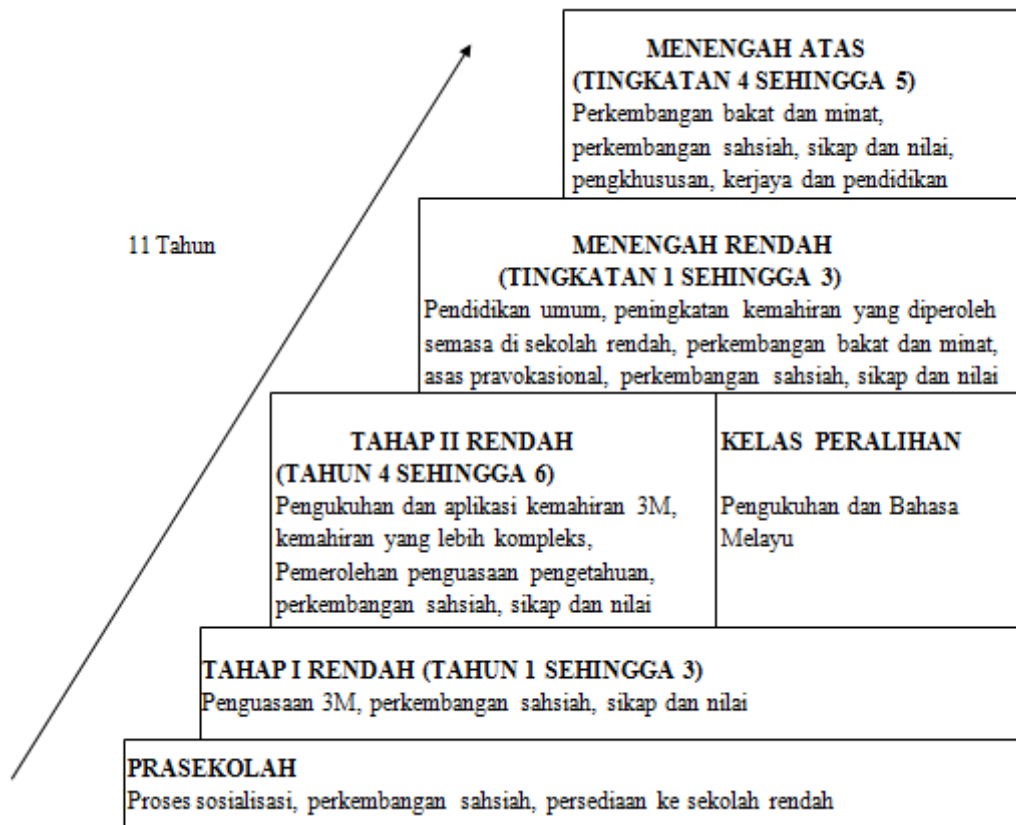 MENENGAH ATAS
(TINGKATAN 4 SEHINGGA 5)
Perkembangan bakat dan minat,
perkembangan sahsiah, sikap dan nilai,
pengkhususan, kerjaya dan pendidikan
11 Tahun
MENENGAH RENDAH
(TINGKATAN 1 SEHINGGA 3)
Pendidikan umum, peningkatan kemahiran yang diperoleh
semasa di sekolah rendah, perkembangan bakat dan minat,
asas pravokasional, perkembangan sahsiah, sikap dan nilai
TAHAP II RENDAH
(TAHUN 4 SEHINGGA 6)
Pengukuhan dan aplikasi kemahiran 3M,
kemahiran yang lebih kompleks,
Pemerolehan penguasaan pengetahuan,
perkembangan sahsiah, sikap dan nilai
KELAS PERALIHAN
Pengukuhan dan Bahasa
Melayu
TAHAP I RENDAH (TAHUN 1 SEHINGGA 3)
Penguasaan 3M, perkembangan sahsiah, sikap dan nilai
PRASEKOLAH
Proses sosialisasi, perkembangan sahsiah, persediaan ke sekolah rendah